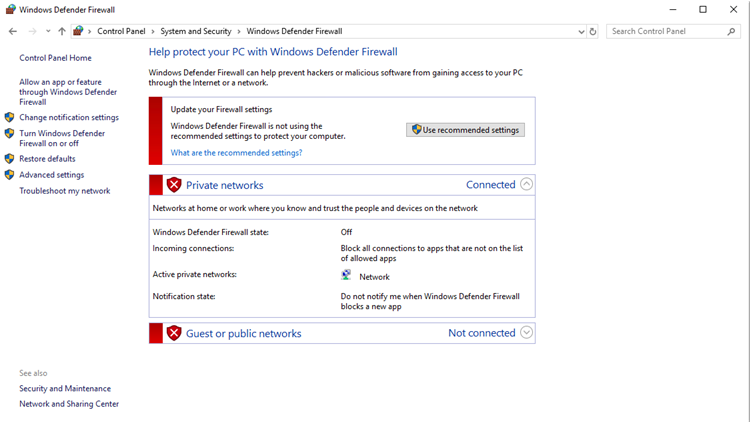 Windows Defender Firewall
Control Panel
System and Security
Windows Defender Firewall
Search Control Panel
Control Panel Home
Allow an app or feature
through Windows Defender
Firewall
Change notification settings
Turn Windows Defender
Firewall on or off
Restore defaults
Advanced settings
Troubleshoot my network
See also
Security and Maintenance
Network and Sharing Center
Help protect your PC with Windows Defender Firewall
Windows Defender Firewall can help prevent hackers or malicious software from gaining access to your PC
through the Internet or a network.
Update your Firewall settings
Windows Defender Firewall is not using the
recommended settings to protect your computer.
What are the recommended settings?
Use recommended settings
Private networks Connected
Networks at home or work where you know and trust the people and devices on the network
Windows Defender Firewall state: Off
Incoming connections: Block all connections to apps that are not on the list
of allowed apps
Active private networks: Network
Notification state: Do not notify me when Windows Defender Firewall
blocks a new app
Guest or public networks Not connected